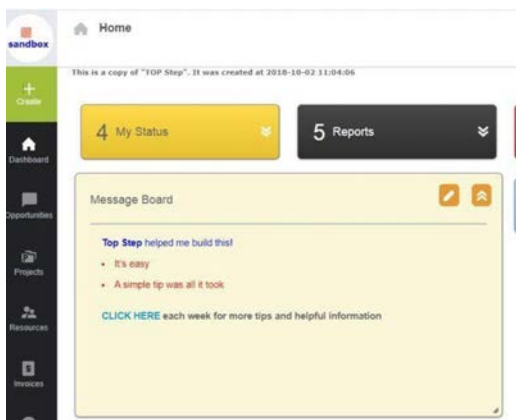 sandbox
Home
This is a copy of "TOP Step". It was created at 2018-10-02 11:04:06
Create
4 My Status
5 Reports
Dashboard
Message Board
Opportunities
Top Step helped me build this!
It's easy
Projects
A simple tip was all it took
CLICK HERE each week for more tips and helpful information
Resources
Invoices